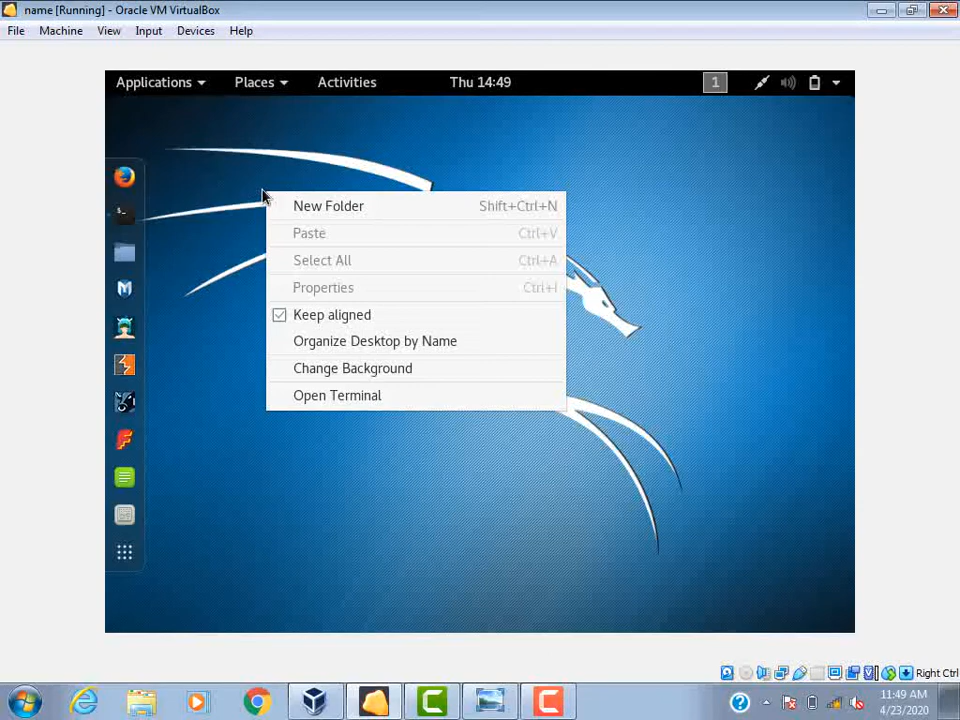 name [Running] - Oracle VM VirtualBox
File Machine View Input Devices Help
Applications Places Activities Thu 14:49 1
New Folder Shift+Ctrl+N
Paste Ctrl+V
Select All Ctrl+A
Properties Ctrl+I
Keep aligned
Organize Desktop by Name
Change Background
Open Terminal
Right Ctrl
11:49 AM
4/23/2020